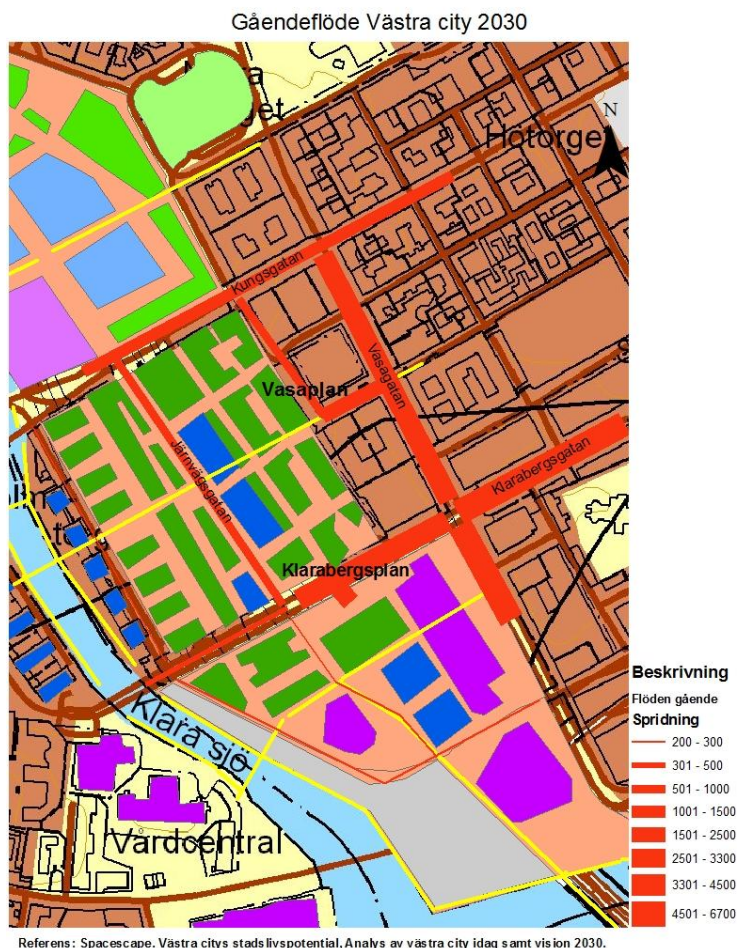 Gåendeflöde Västra city 2030
N
Hötorget
Kungsgatan
Vasagatan
Vasaplan
Järnvägsgatan
Klarabergsgatan
Klarabergsplan
Klara sjö
Vårdcentral
Beskrivning
Flöden gående
Spridning
200 - 300
301 - 500
501 - 1000
1001 - 1500
1501 - 2500
2501 - 3300
3301 - 4500
4501 - 6700
Referens: Spacescape. Västra citys stadslivspotential. Analys av västra city idag samt vision 2030.